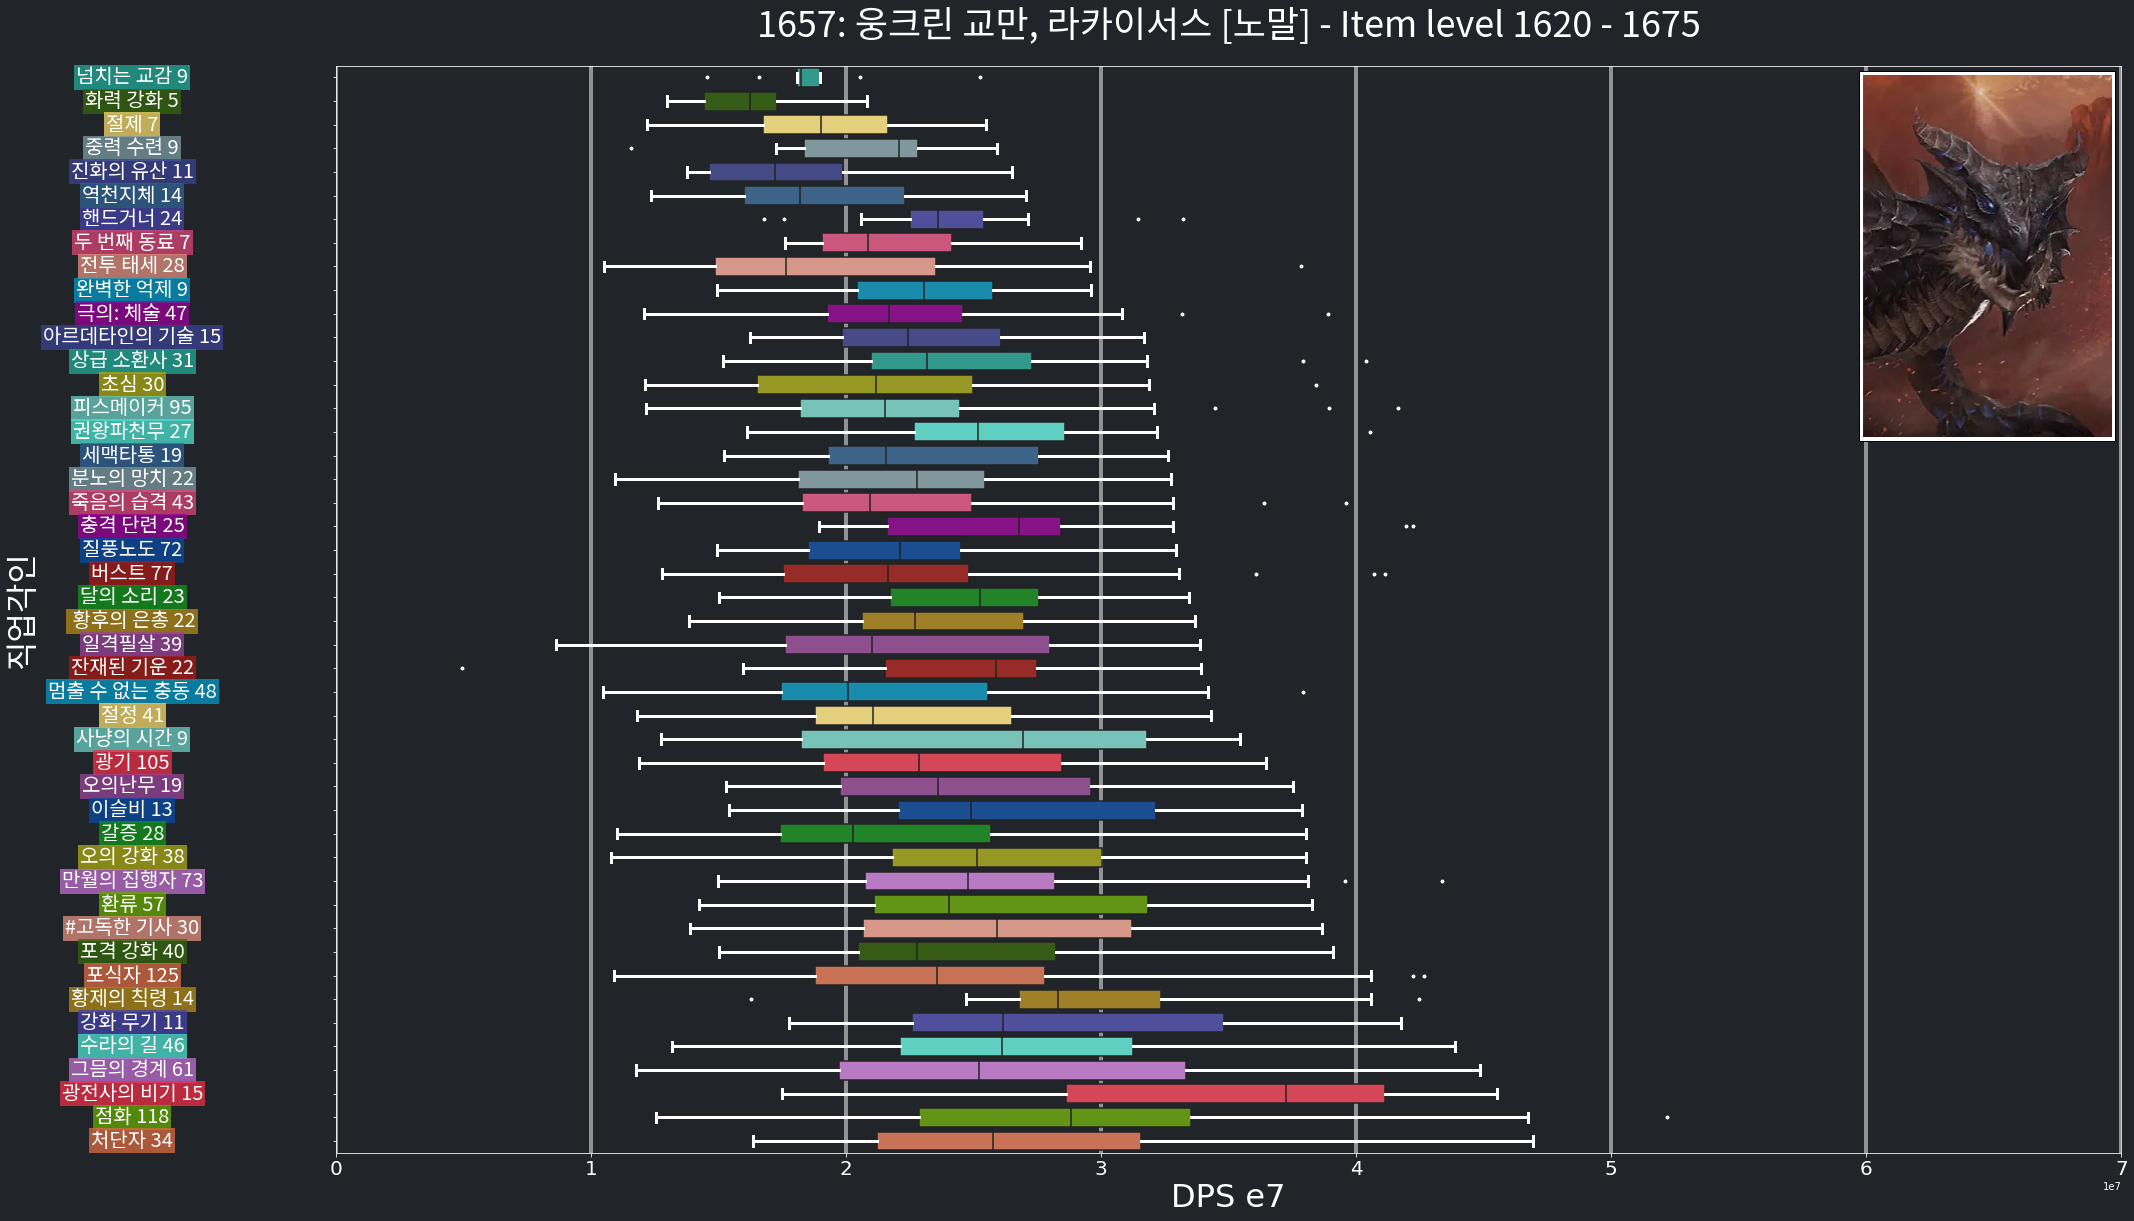 1657: 웅크린 교만, 라카이서스 [노말] - Item level 1620 - 1675
넘치는 교감 9
화력 강화 5
절제 7
중력 수련 9
진화의 유산 11
역천지체 14
핸드거너 24
두 번째 동료 7
전투 태세 28
완벽한 억제 9
극의: 체술 47
아르데타인의 기술 15
상급 소환사 31
초심 30
피스메이커 95
권왕파천무 27
세맥타통 19
분노의 망치 22
죽음의 습격 43
충격 단련 25
질풍노도 72
버스트 77
달의 소리 23
황후의 은총 22
일격필살 39
잔재된 기운 22
멈출 수 없는 충동 48
절정 41
사냥의 시간 9
광기 105
오의난무 19
이슬비 13
갈증 28
오의 강화 38
만월의 집행자 73
환류 57
#고독한 기사 30
포격 강화 40
포식자 125
황제의 칙령 14
강화 무기 11
수라의 길 46
그믐의 경계 61
광전사의 비기 15
점화 118
처단자 34
직업각인
0 1 2 3 4 5 6 7
1e7
DPS e7